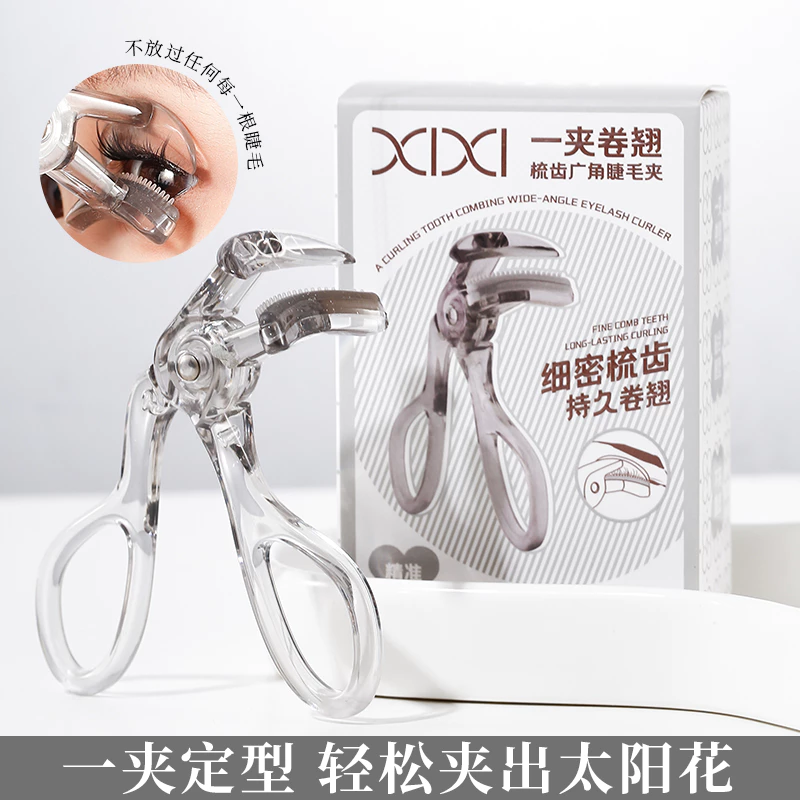 不放过任何每一根睫毛
XIXI
一夹卷翘
梳齿广角睫毛夹
A CURLING TOOTH COMBING WIDE-ANGLE EYELASH CURLER
FINE COMB TEETH
LONG-LASTING CURLING
细密梳齿
持久卷翘
精准
XIXI
一夹定型 轻松夹出太阳花